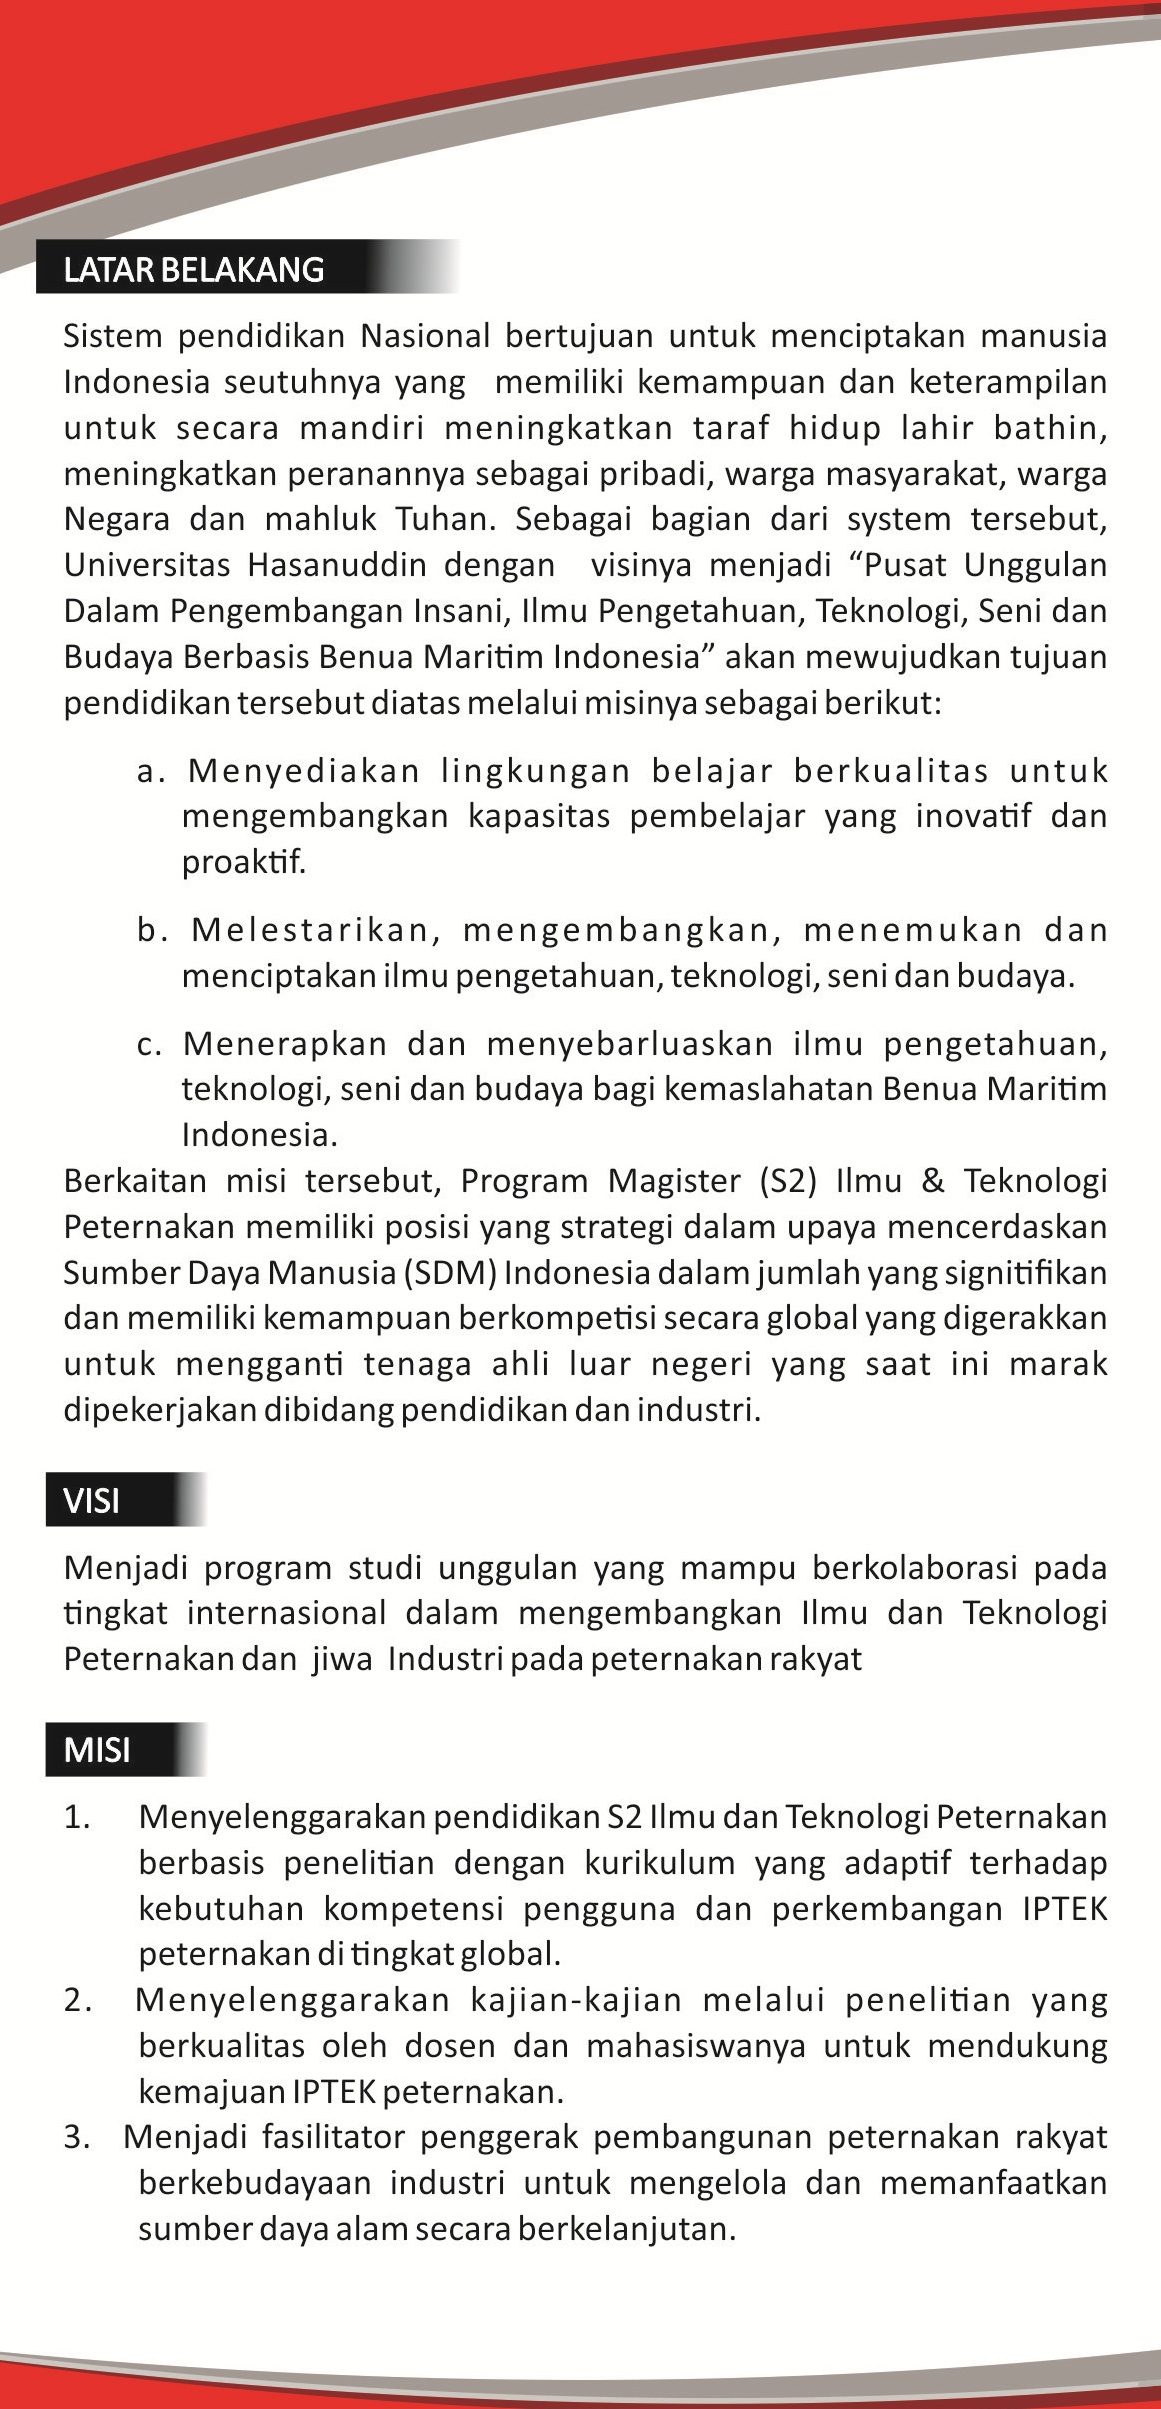 LATAR BELAKANG
Sistem pendidikan Nasional bertujuan untuk menciptakan manusia
Indonesia seutuhnya yang memiliki kemampuan dan keterampilan
untuk secara mandiri meningkatkan taraf hidup lahir bathin,
meningkatkan peranannya sebagai pribadi, warga masyarakat, warga
Negara dan mahluk Tuhan. Sebagai bagian dari system tersebut,
Universitas Hasanuddin dengan visinya menjadi “Pusat Unggulan
Dalam Pengembangan Insani, Ilmu Pengetahuan, Teknologi, Seni dan
Budaya Berbasis Benua Maritim Indonesia” akan mewujudkan tujuan
pendidikan tersebut diatas melalui misinya sebagai berikut:
a. Menyediakan lingkungan belajar berkualitas untuk
mengembangkan kapasitas pembelajar yang inovatif dan
proaktif.
b. Melestarikan, mengembangkan, menemukan dan
menciptakan ilmu pengetahuan, teknologi, seni dan budaya.
c. Menerapkan dan menyebarluaskan ilmu pengetahuan,
teknologi, seni dan budaya bagi kemaslahatan Benua Maritim
Indonesia.
Berkaitan misi tersebut, Program Magister (S2) Ilmu & Teknologi
Peternakan memiliki posisi yang strategi dalam upaya mencerdaskan
Sumber Daya Manusia (SDM) Indonesia dalam jumlah yang signitifikan
dan memiliki kemampuan berkompetisi secara global yang digerakkan
untuk mengganti tenaga ahli luar negeri yang saat ini marak
dipekerjakan dibidang pendidikan dan industri.
VISI
Menjadi program studi unggulan yang mampu berkolaborasi pada
tingkat internasional dalam mengembangkan Ilmu dan Teknologi
Peternakan dan jiwa Industri pada peternakan rakyat
MISI
1. Menyelenggarakan pendidikan S2 Ilmu dan Teknologi Peternakan
berbasis penelitian dengan kurikulum yang adaptif terhadap
kebutuhan kompetensi pengguna dan perkembangan IPTEK
peternakan di tingkat global.
2. Menyelenggarakan kajian-kajian melalui penelitian yang
berkualitas oleh dosen dan mahasiswanya untuk mendukung
kemajuan IPTEK peternakan.
3. Menjadi fasilitator penggerak pembangunan peternakan rakyat
berkebudayaan industri untuk mengelola dan memanfaatkan
sumber daya alam secara berkelanjutan.